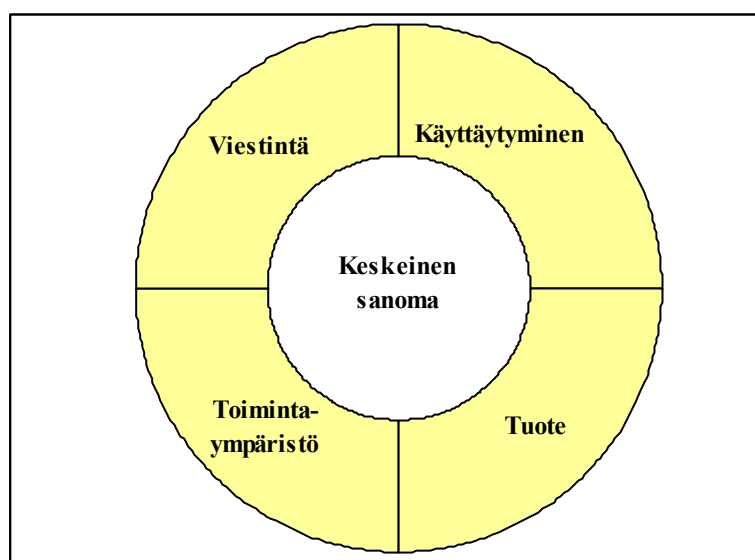 Viestintä
Käyttäytyminen
Keskeinen
sanoma
Toiminta-
ympäristö
Tuote